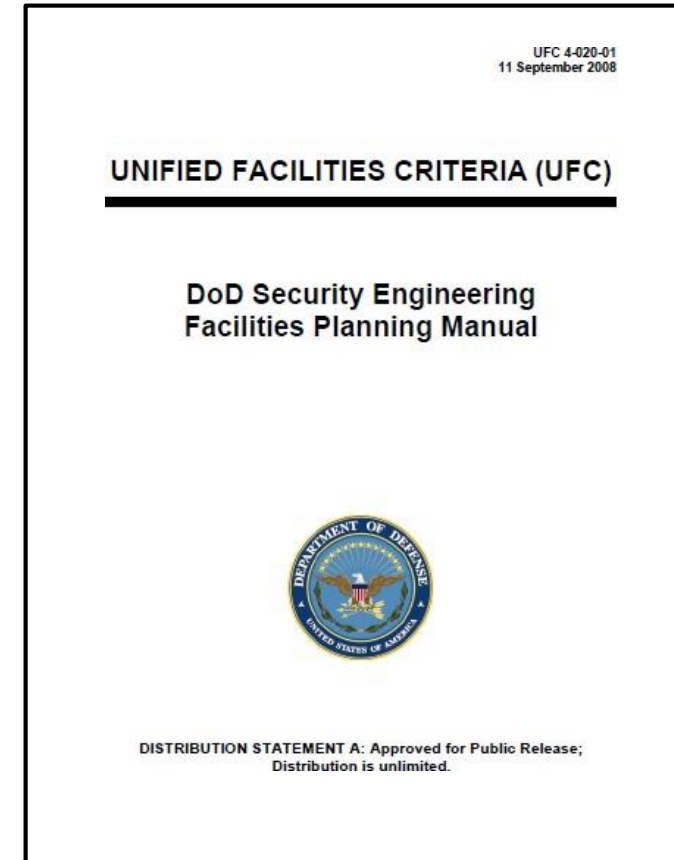 UFC 4-020-01
11 September 2008
UNIFIED FACILITIES CRITERIA (UFC)
DoD Security Engineering
Facilities Planning Manual
DEPARTMENT OF DEFENSE
UNITED STATES OF AMERICA
DISTRIBUTION STATEMENT A: Approved for Public Release;
Distribution is unlimited.